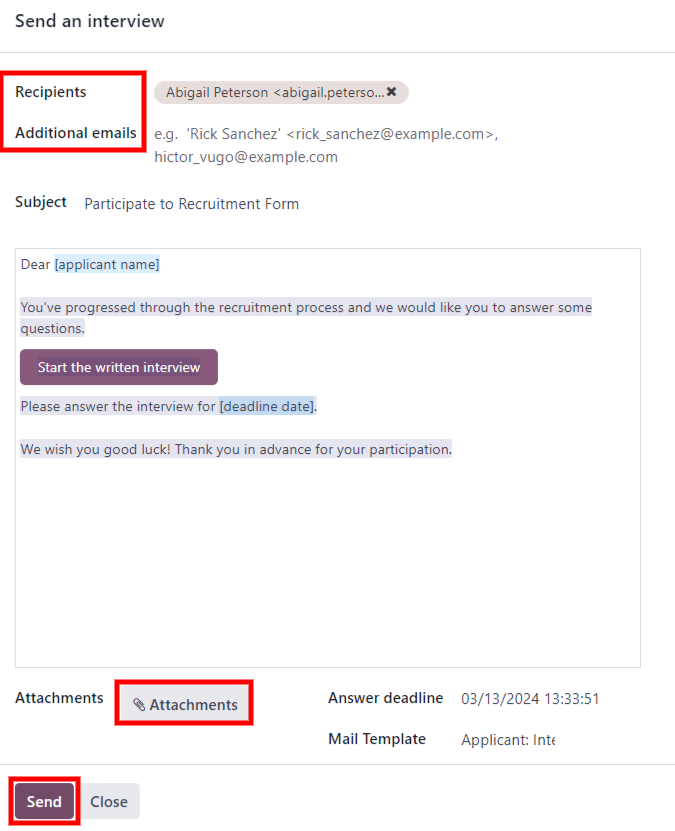 Send an interview
Recipients
Abigail Peterson <abigail.peterso...✖
Additional emails
e.g. 'Rick Sanchez' <rick_sanchez@example.com>,
hictor_vugo@example.com
Subject
Participate to Recruitment Form
Dear [applicant name]
You've progressed through the recruitment process and we would like you to answer some
questions.
Start the written interview
Please answer the interview for [deadline date].
We wish you good luck! Thank you in advance for your participation.
Attachments
Attachments
Answer deadline
03/13/2024 13:33:51
Mail Template
Applicant: Inte
Send
Close